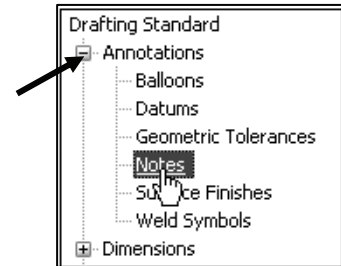 Drafting Standard
Annotations
Balloons
Datums
Geometric Tolerances
Notes
Finishes
Weld Symbols
Dimensions